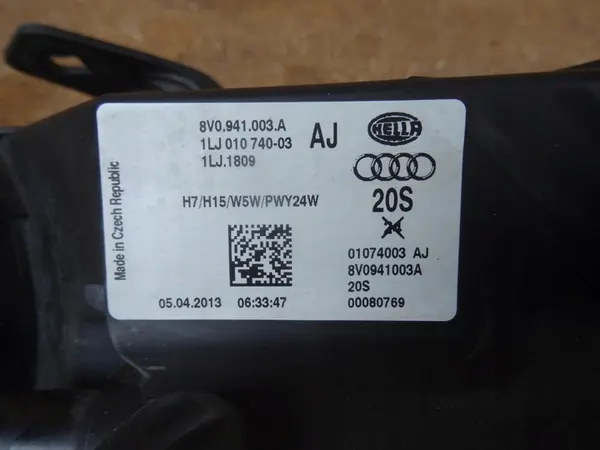 Made in Czech Republic
8V0.941.003.A
1LJ 010 740-03
1LJ.1809
AJ
HELLA
H7/H15/W5W/PWY24W
20S
24
01074003 AJ
8V0941003A
20S
00080769
05.04.2013 06:33:47